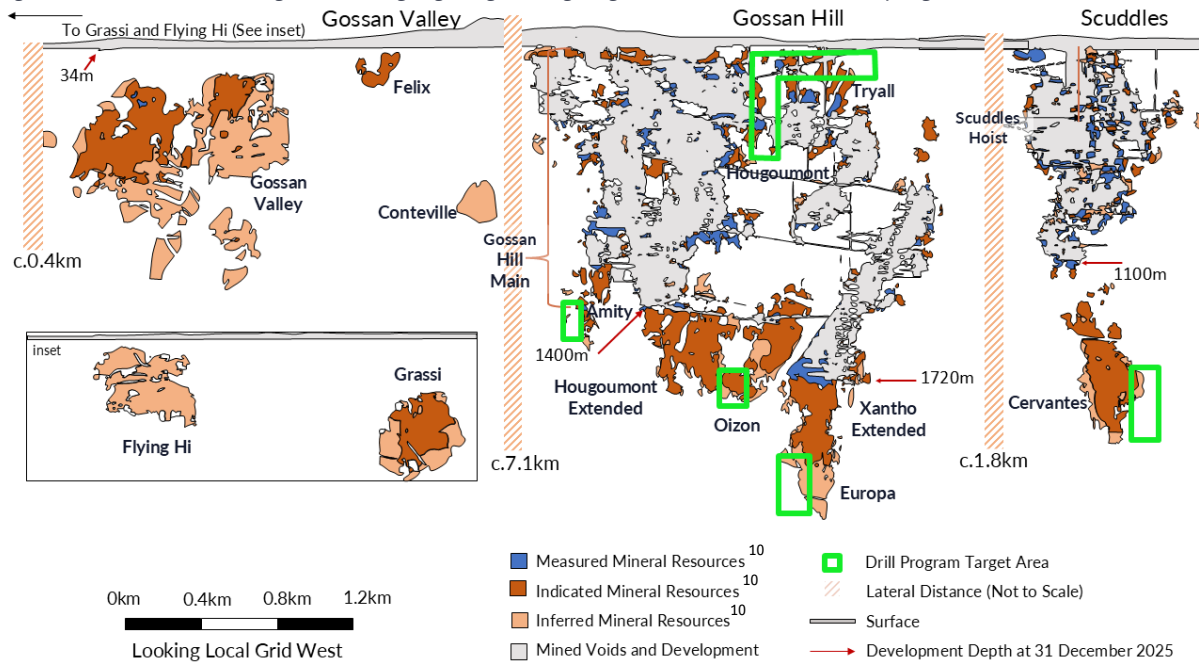 Gossan Valley
Gossan Hill
Scuddles
To Grassi and Flying Hi (See inset)
34m
Felix
Tryall
Scuddles
Hoist
Hougoumont
Gossan
Valley
Conteville
Gossan
Hill
Main
c.0.4km
1100m
Amity
1400m
inset
Grassi
Hougoumont
Extended
1720m
Xantho
Extended
Cervantes
Oizon
Flying Hi
c.7.1km
c.1.8km
Europa
Measured Mineral Resources 10
Indicated Mineral Resources 10
Inferred Mineral Resources 10
Mined Voids and Development
Drill Program Target Area
Lateral Distance (Not to Scale)
Surface
Development Depth at 31 December 2025
0km 0.4km 0.8km 1.2km
Looking Local Grid West